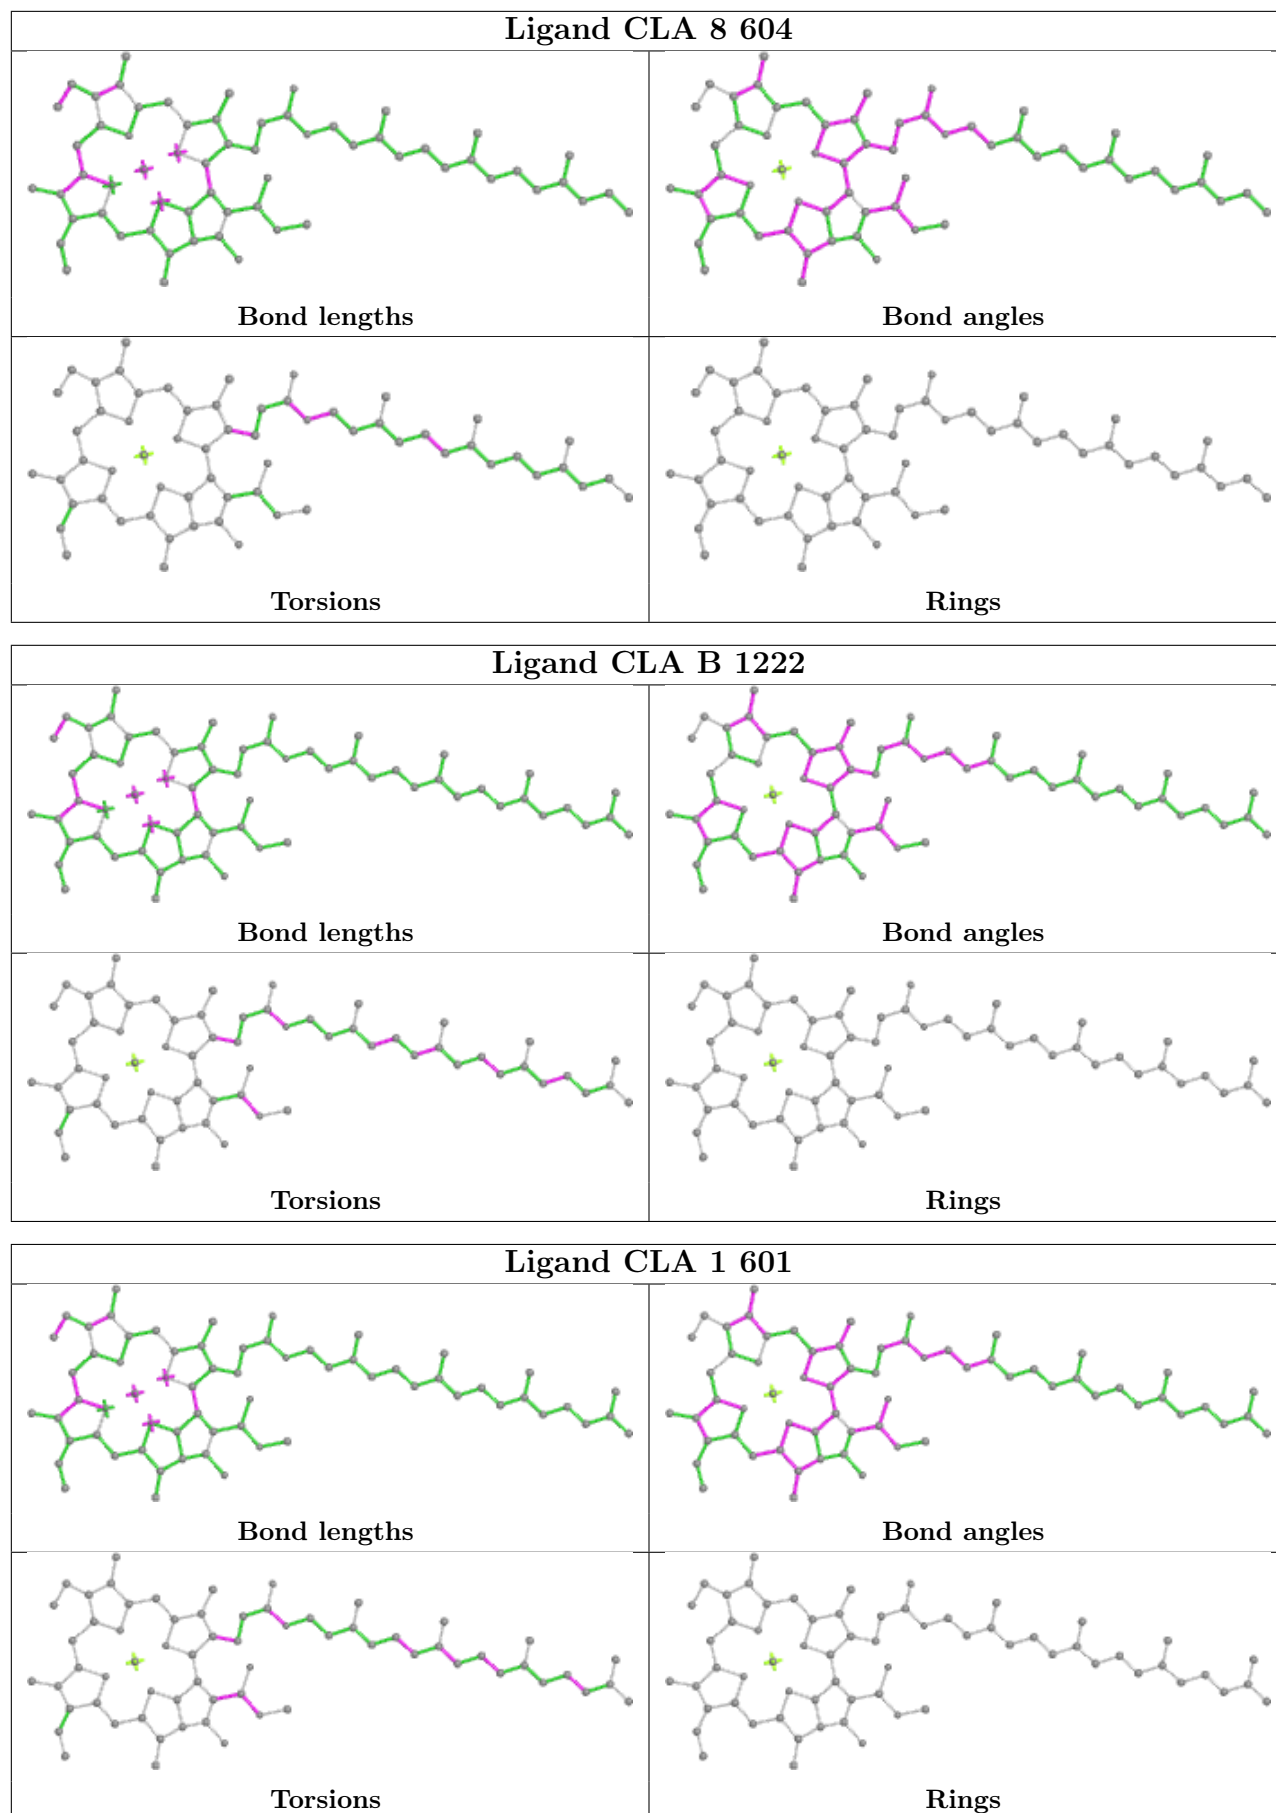 Ligand CLA 8 604
Bond lengths
Bond angles
Torsions
Rings
Ligand CLA B 1222
Bond lengths
Bond angles
Torsions
Rings
Ligand CLA 1 601
Bond lengths
Bond angles
Torsions
Rings